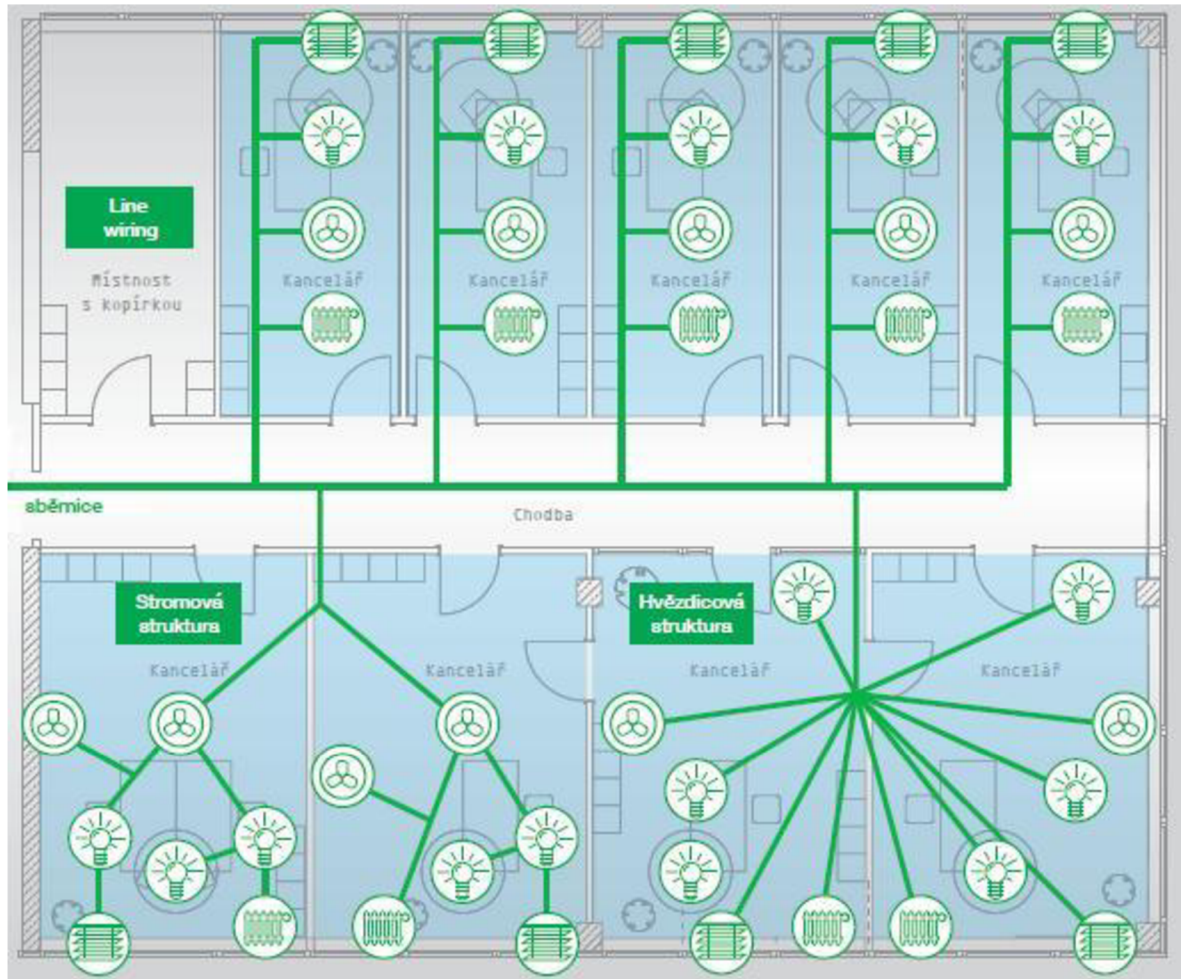 Line
wiring
Místnost
s kopírkou
Kancelář
Kancelář
Kancelář
Kancelář
Kancelář
sběrnice
Chodba
Stromová
struktura
Hvězdicová
struktura
Kancelář
Kancelář
Kancelář
Kancelář